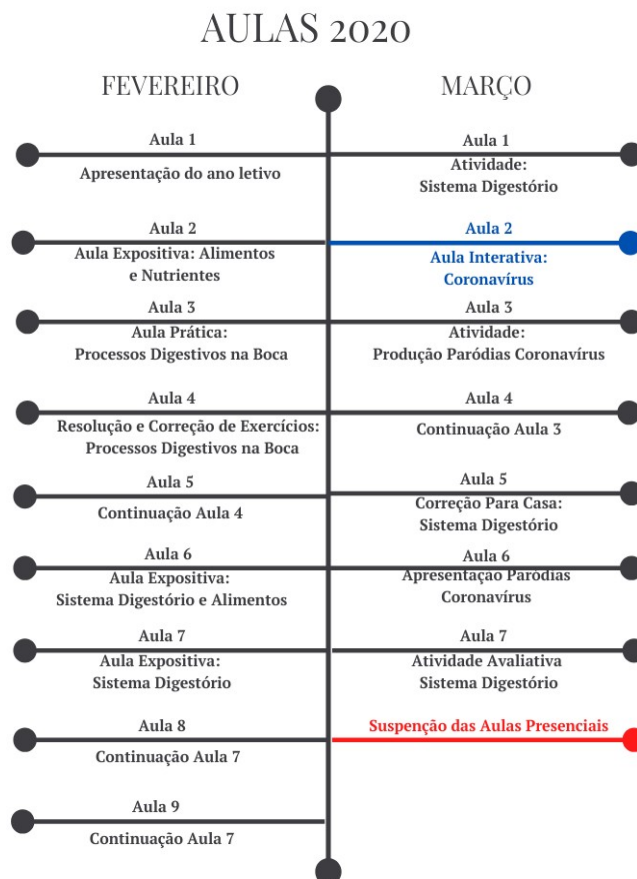 AULAS 2020
FEVEREIRO
Aula 1
Apresentação do ano letivo
Aula 2
Aula Expositiva: Alimentos
e Nutrientes
Aula 3
Aula Prática:
Processos Digestivos na Boca
Aula 4
Resolução e Correção de Exercícios:
Processos Digestivos na Boca
Aula 5
Continuação Aula 4
Aula 6
Aula Expositiva:
Sistema Digestório e Alimentos
Aula 7
Aula Expositiva:
Sistema Digestório
Aula 8
Continuação Aula 7
Aula 9
Continuação Aula 7
MARÇO
Aula 1
Atividade:
Sistema Digestório
Aula 2
Aula Interativa:
Coronavírus
Aula 3
Atividade:
Produção Paródias Coronavírus
Aula 4
Continuação Aula 3
Aula 5
Correção Para Casa:
Sistema Digestório
Aula 6
Apresentação Paródias
Coronavírus
Aula 7
Atividade Avaliativa
Sistema Digestório
Suspenção das Aulas Presenciais